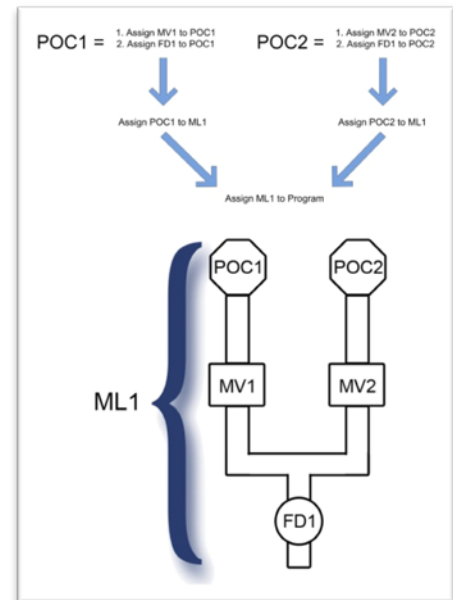 POC1 = 1. Assign MV1 to POC1
2. Assign FD1 to POC1
POC2 = 1. Assign MV2 to POC2
2. Assign FD1 to POC2
Assign POC1 to ML1
Assign POC2 to ML1
Assign ML1 to Program
POC1
POC2
MV1
MV2
ML1
FD1